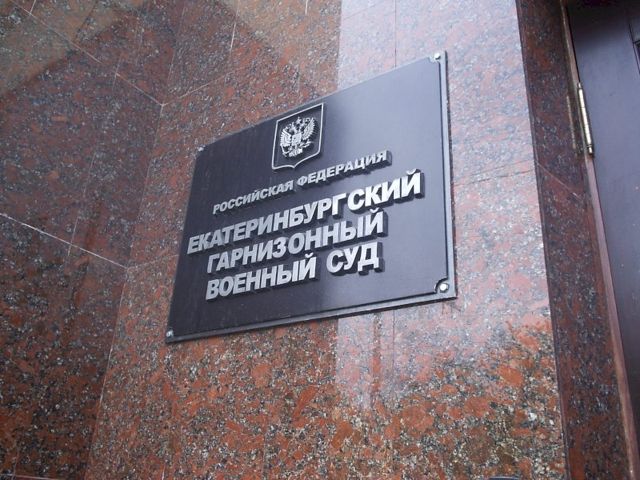 РОССИЙСКАЯ ФЕДЕРАЦИЯ
ЕКАТЕРИНБУРГСКИЙ
ГАРНИЗОННЫЙ
ВОЕННЫЙ СУД